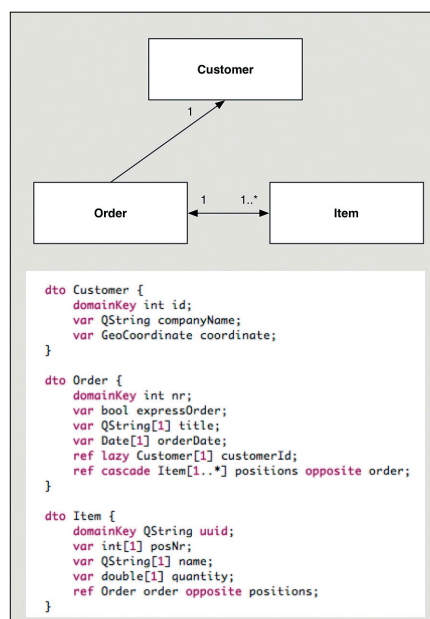 Customer
1
1 1..*
Order Item
dto Customer {
domainKey int id;
var QString companyName;
var GeoCoordinate coordinate;
}
dto Order {
domainKey int nr;
var bool expressOrder;
var QString[1] title;
var Date[1] orderDate;
ref lazy Customer[1] customerId;
ref cascade Item[1..*] positions opposite order;
}
dto Item {
domainKey QString uuid;
var int[1] posNr;
var QString[1] name;
var double[1] quantity;
ref Order order opposite positions;
}